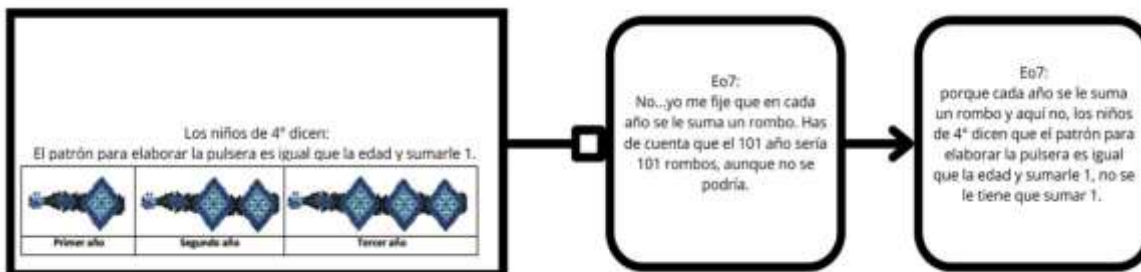 Los niños de 4° dicen:
El patrón para elaborar la pulsera es igual que la edad y sumarle 1.
Primer año
Segundo año
Tercer año
Eo7:
No...yo me fije que en cada
año se le suma un rombo. Has
de cuenta que el 101 año sería
101 rombos, aunque no se
podría.
Eo7:
porque cada año se le suma
un rombo y aquí no, los niños
de 4° dicen que el patrón para
elaborar la pulsera es igual
que la edad y sumarle 1, no se
le tiene que sumar 1.